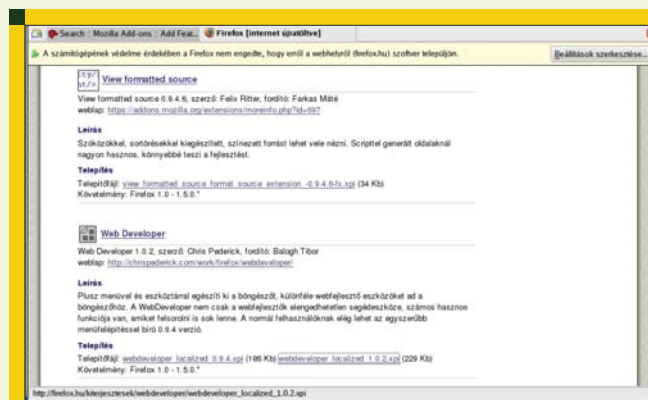 Search :: Mozilla Add-ons :: Add Feat... Firefox [internet újratöltve]
A számítógépének védelme érdekében a Firefox nem engedte, hogy erről a webhelyről (firefox.hu) szoftver települjön. Beállítások szerkesztése...
View formatted source
View formatted source 0.9.4.6, szerző: Felix Ritter, fordító: Farkas Máté
weblap: https://addons.mozilla.org/extensions/moreinfo.php?id=697
Leírás
Szóközökkel, sortörésekkel kiegészített, színezett forrást lehet vele nézni. Scripttel generált oldalaknál
nagyon hasznos, könnyebbé teszi a fejlesztést.
Telepítés
Telepítőfájl: view_formatted_source_format_source_extension_-0.9.4.6-fx.xpi (34 Kb)
Követelmény: Firefox 1.0 - 1.5.0.*
Web Developer
Web Developer 1.0.2, szerző: Chris Pederick, fordító: Balogh Tibor
weblap: http://chrispederick.com/work/firefox/webdeveloper/
Leírás
Plusz menüvel és eszköztárral egészíti ki a böngészőt, különféle webfejlesztő eszközöket ad a
böngészőhöz. A WebDeveloper nem csak a webfejlesztők elengedhetetlen segédeszköze, számos hasznos
funkciója van, amiket felsorolni is sok lenne. A normál felhasználóknak elég lehet az egyszerűbb
menüfelépítéssel bíró 0.9.4 verzió.
Telepítés
Telepítőfájl: webdeveloper_localized_0.9.4.xpi (186 Kb) webdeveloper_localized_1.0.2.xpi (229 Kb)
Követelmény: Firefox 1.0 - 1.5.0.*
http://firefox.hu/kiterjesztesek/webdeveloper/webdeveloper_localized_1.0.2.xpi